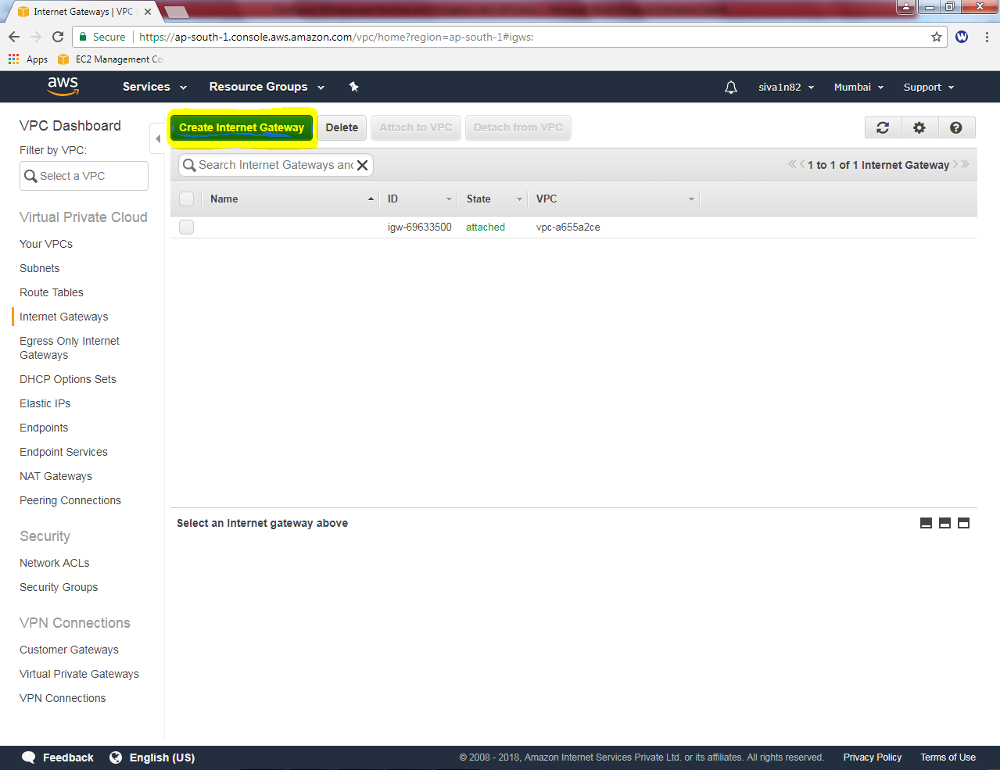 Internet Gateways | VPC
Secure https://ap-south-1.console.aws.amazon.com/vpc/home?region=ap-south-1#igws:
W
Apps EC2 Management Co
aws Services Resource Groups siva1n82 Mumbai Support
VPC Dashboard
Filter by VPC:
Select a VPC
Virtual Private Cloud
Your VPCs
Subnets
Route Tables
Internet Gateways
Egress Only Internet
Gateways
DHCP Options Sets
Elastic IPs
Endpoints
Endpoint Services
NAT Gateways
Peering Connections
Security
Network ACLs
Security Groups
VPN Connections
Customer Gateways
Virtual Private Gateways
VPN Connections
Create Internet Gateway Delete Attach to VPC Detach from VPC
Search Internet Gateways and 1 to 1 of 1 Internet Gateway
Name ID State VPC
igw-69633500 attached vpc-a655a2ce
Select an internet gateway above
Feedback English (US) © 2008 - 2018, Amazon Internet Services Private Ltd. or its affiliates. All rights reserved. Privacy Policy Terms of Use